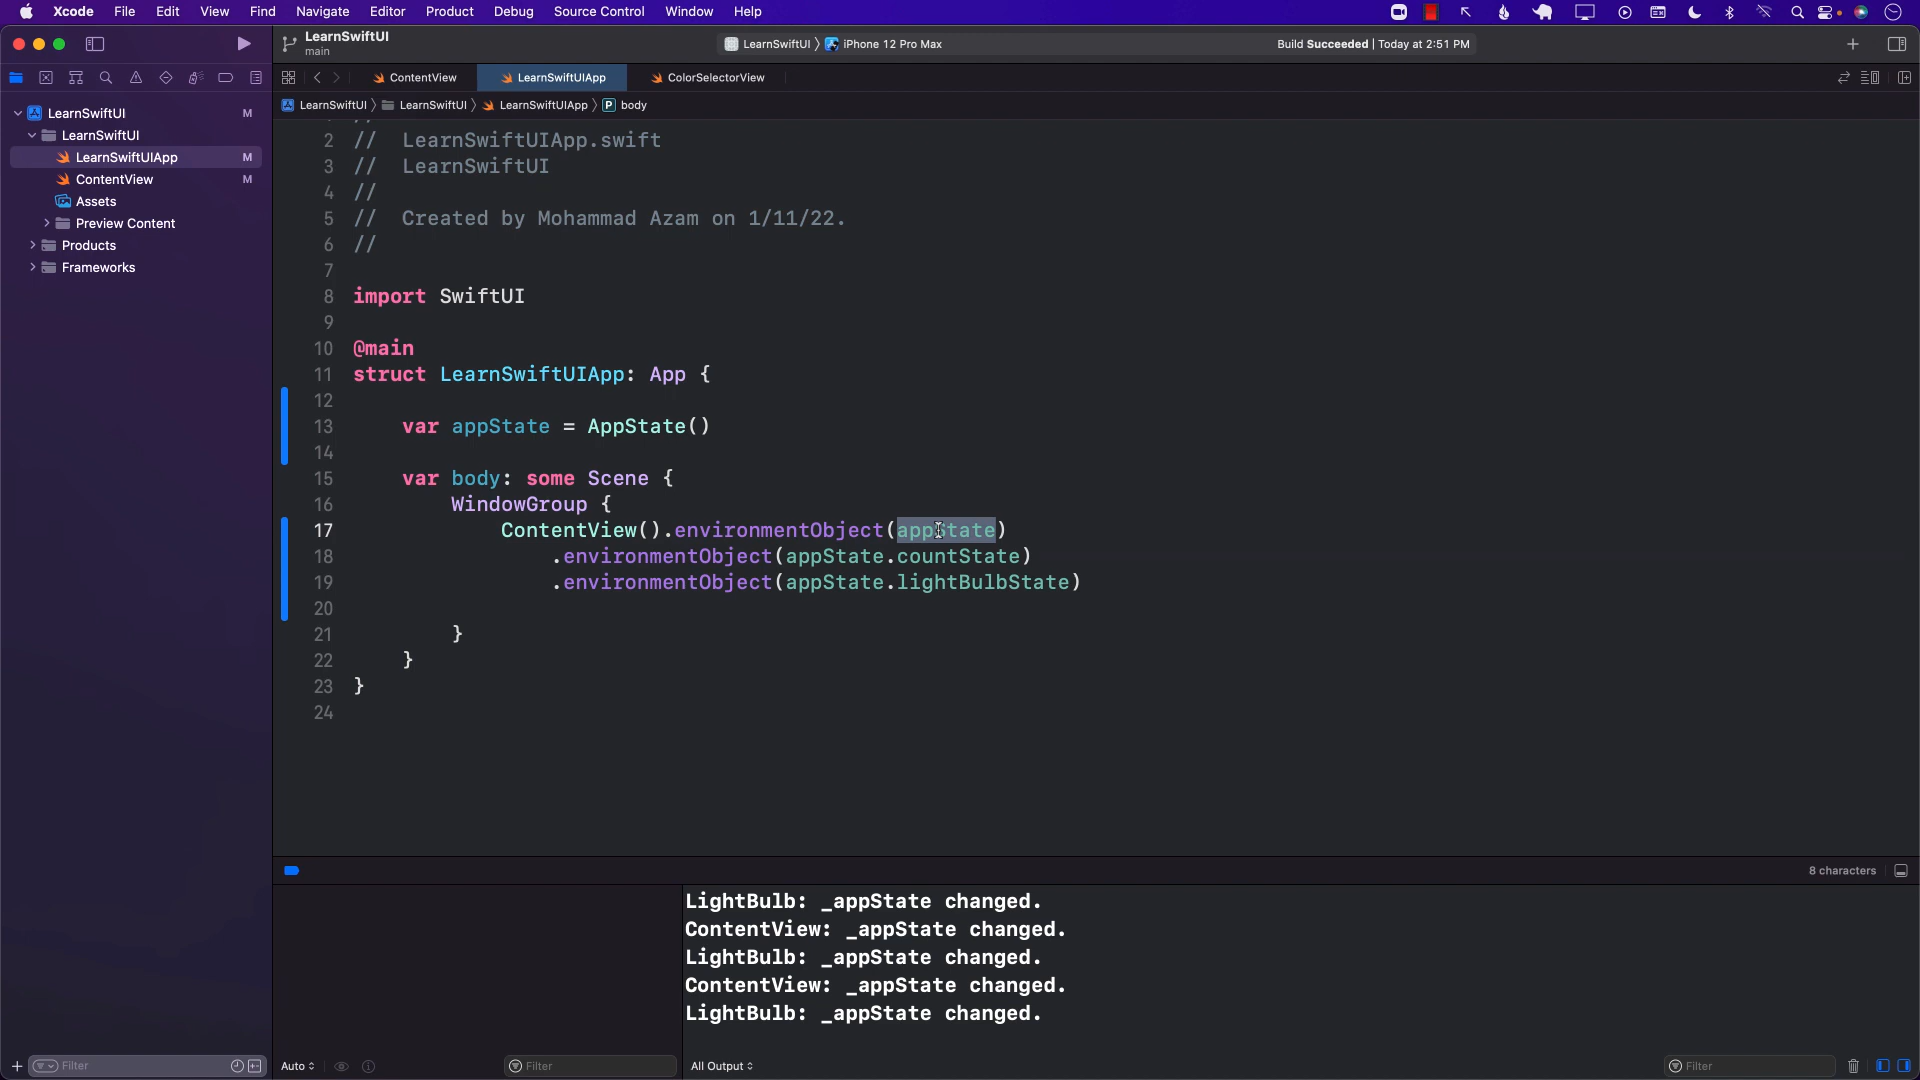 Xcode File Edit View Find Navigate Editor Product Debug Source Control Window Help
LearnSwiftUI
main
LearnSwiftUI iPhone 12 Pro Max
Build Succeeded | Today at 2:51 PM
ContentView LearnSwiftUIApp ColorSelectorView
LearnSwiftUI LearnSwiftUI LearnSwiftUIApp P body
LearnSwiftUI M
LearnSwiftUI
LearnSwiftUIApp M
ContentView M
Assets
Preview Content
Products
Frameworks
2 // LearnSwiftUIApp.swift
3 // LearnSwiftUI
4 //
5 // Created by Mohammad Azam on 1/11/22.
6 //
7
8 import SwiftUI
9
10 @main
11 struct LearnSwiftUIApp: App {
12
13 var appState = AppState()
14
15 var body: some Scene {
16 WindowGroup {
17 ContentView().environmentObject(appState)
18 .environmentObject(appState.countState)
19 .environmentObject(appState.lightBulbState)
20
21 }
22 }
23 }
24
8 characters
LightBulb: _appState changed.
ContentView: _appState changed.
LightBulb: _appState changed.
ContentView: _appState changed.
LightBulb: _appState changed.
Filter Auto Filter All Output Filter